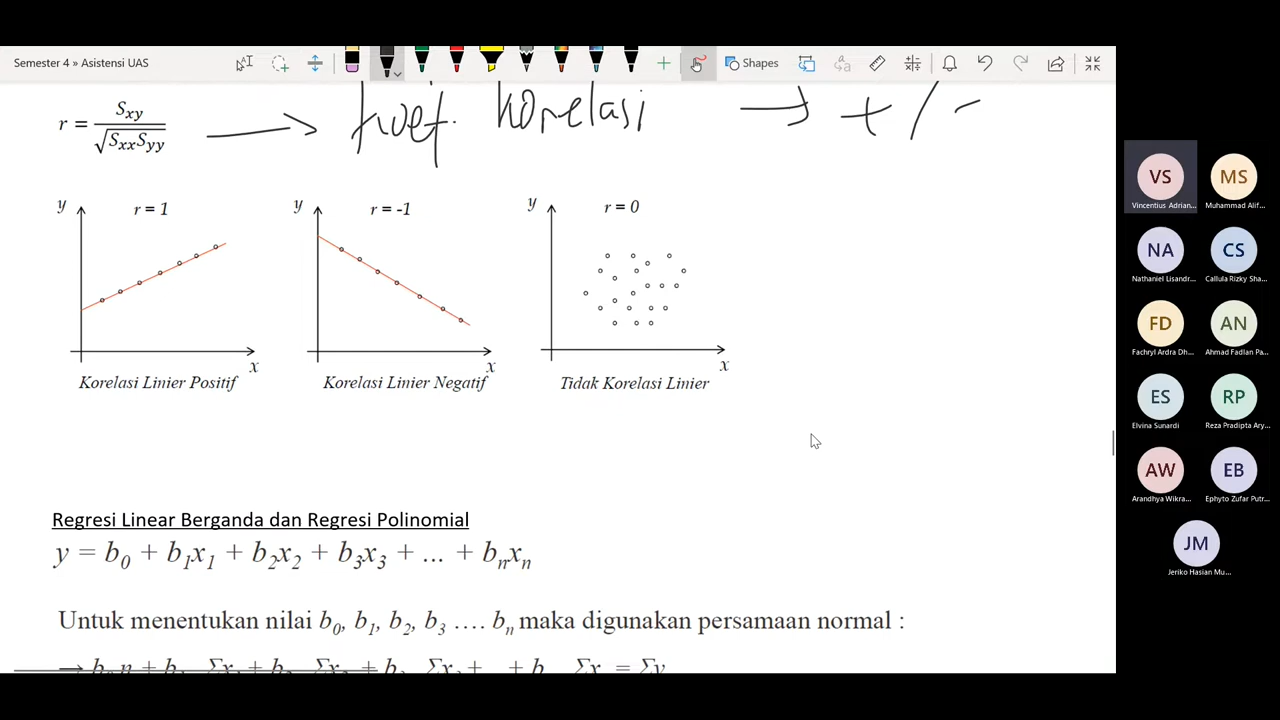 Semester 4 » Asistensi UAS
Shapes
r = Sxy / √SxxSyy → koef. korelasi → + / -
y r = 1
y r = -1
y r = 0
x
x
x
Korelasi Linier Positif
Korelasi Linier Negatif
Tidak Korelasi Linier
Regresi Linear Berganda dan Regresi Polinomial
y = b0 + b1x1 + b2x2 + b3x3 + ... + bnxn
Untuk menentukan nilai b0, b1, b2, b3 .... bn maka digunakan persamaan normal :
VS
Vincentius Adrian...
MS
Muhammad Alif...
NA
Nathaniel Lisandr...
CS
Callula Rizky Sha...
FD
Fachryl Ardra Dh...
AN
Ahmad Fadlan Pa...
ES
Elvina Sunardi
RP
Reza Pradipta Ary...
AW
Arandhya Wikra...
EB
Ephyto Zufar Putr...
JM
Jeriko Hasian Mu...